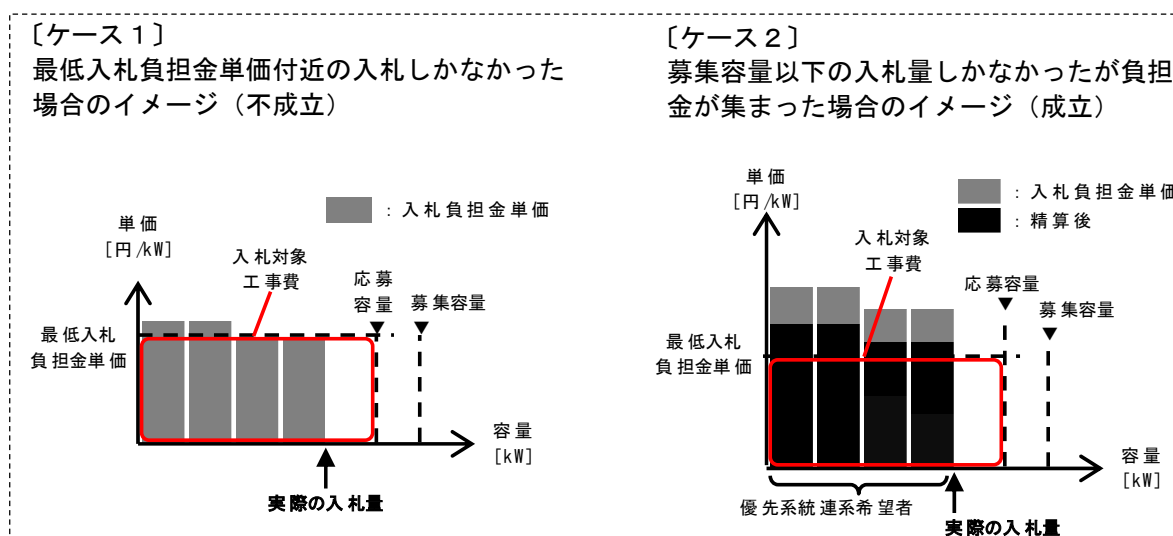 〔ケース１〕
最低入札負担金単価付近の入札しかなかった
場合のイメージ（不成立）
：入札負担金単価
単価
[円/kW]
入札対象
工事費
応募
容量
募集容量
最低入札
負担金単価
容量
[kW]
実際の入札量
〔ケース２〕
募集容量以下の入札量しかなかったが負担
金が集まった場合のイメージ（成立）
単価
[円/kW]
：入札負担金単価
：精算後
入札対象
工事費
応募容量
募集容量
最低入札
負担金単価
容量
[kW]
優先系統連系希望者
実際の入札量